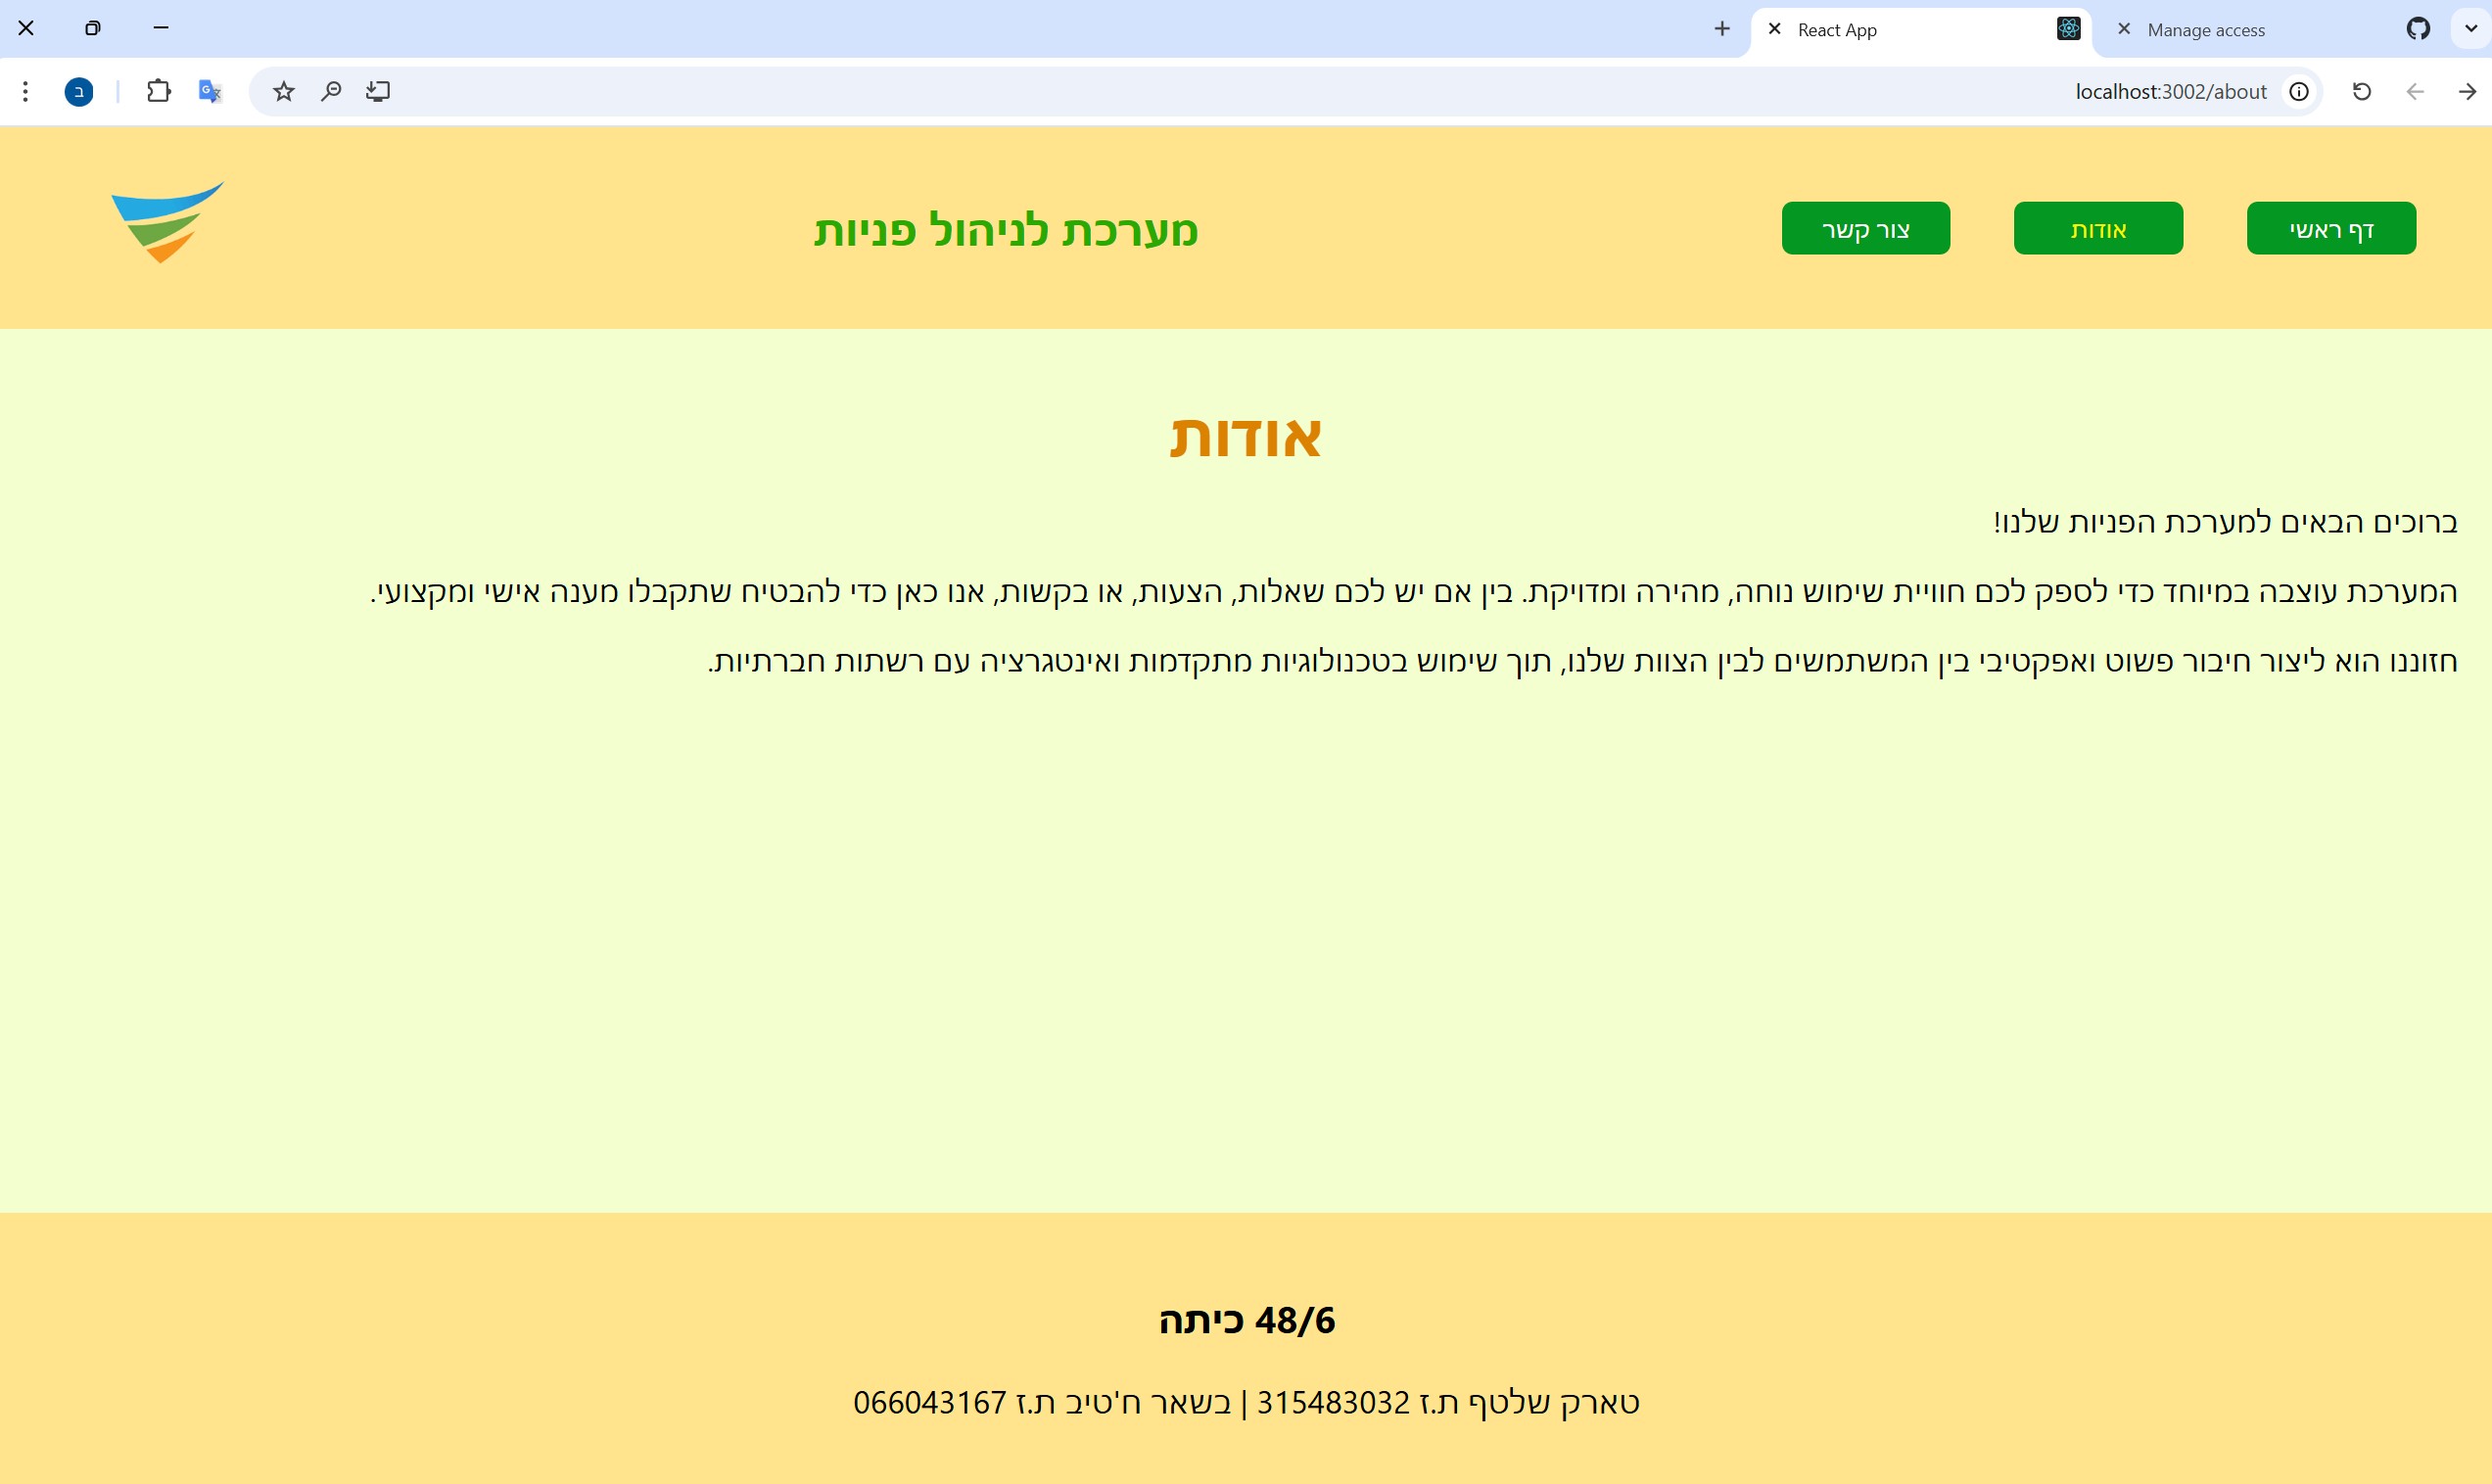 Manage access
React App
localhost:3002/about
ב
דף ראשי
אודות
צור קשר
מערכת לניהול פניות
אודות
ברוכים הבאים למערכת הפניות שלנו!
המערכת עוצבה במיוחד כדי לספק לכם חוויית שימוש נוחה, מהירה ומדויקת. בין אם יש לכם שאלות, הצעות, או בקשות, אנו כאן כדי להבטיח שתקבלו מענה אישי ומקצועי.
חזוננו הוא ליצור חיבור פשוט ואפקטיבי בין המשתמשים לבין הצוות שלנו, תוך שימוש בטכנולוגיות מתקדמות ואינטגרציה עם רשתות חברתיות.
48/6 כיתה
טארק שלטף ת.ז 315483032 | בשאר ח'טיב ת.ז 066043167